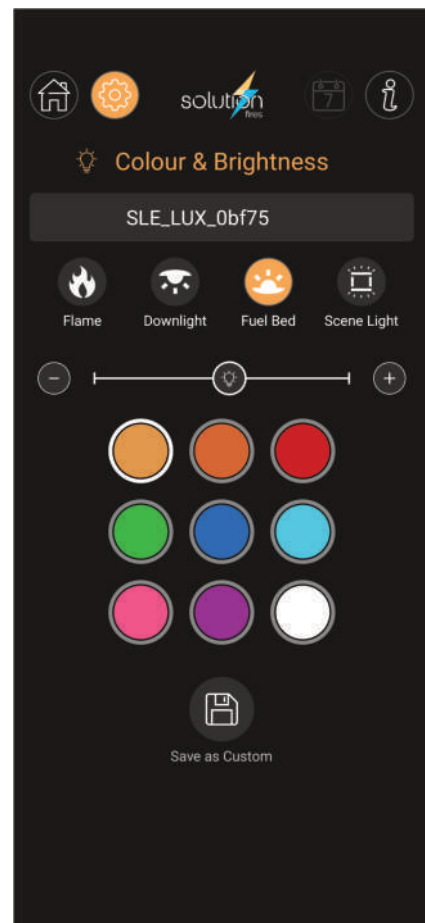 solution
fires
7
i
Colour & Brightness
SLE_LUX_0bf75
Flame Downlight Fuel Bed Scene Light
Save as Custom